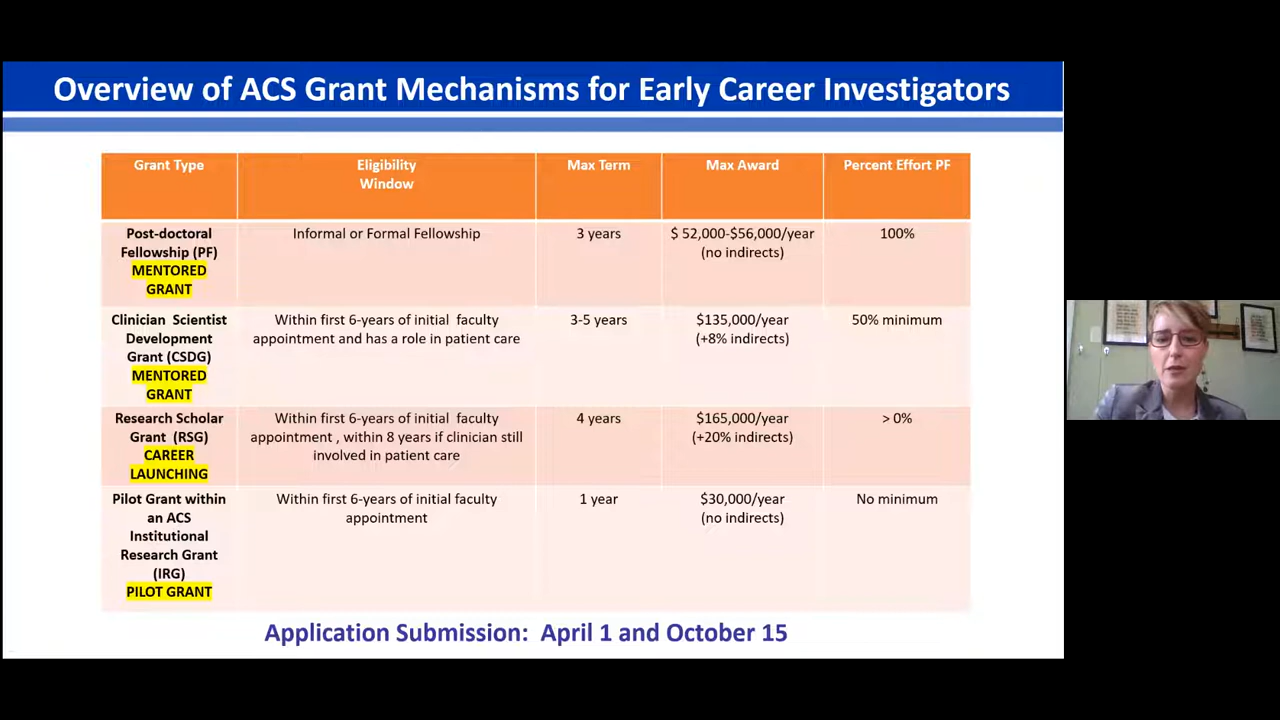 Overview of ACS Grant Mechanisms for Early Career Investigators
Grant Type
Eligibility
Window
Max Term
Max Award
Percent Effort PF
Post-doctoral
Fellowship (PF)
MENTORED
GRANT
Informal or Formal Fellowship
3 years
$ 52,000-$56,000/year
(no indirects)
100%
Clinician Scientist
Development
Grant (CSDG)
MENTORED
GRANT
Within first 6-years of initial faculty
appointment and has a role in patient care
3-5 years
$135,000/year
(+8% indirects)
50% minimum
Research Scholar
Grant (RSG)
CAREER
LAUNCHING
Within first 6-years of initial faculty
appointment , within 8 years if clinician still
involved in patient care
4 years
$165,000/year
(+20% indirects)
> 0%
Pilot Grant within
an ACS
Institutional
Research Grant
(IRG)
PILOT GRANT
Within first 6-years of initial faculty
appointment
1 year
$30,000/year
(no indirects)
No minimum
Application Submission: April 1 and October 15